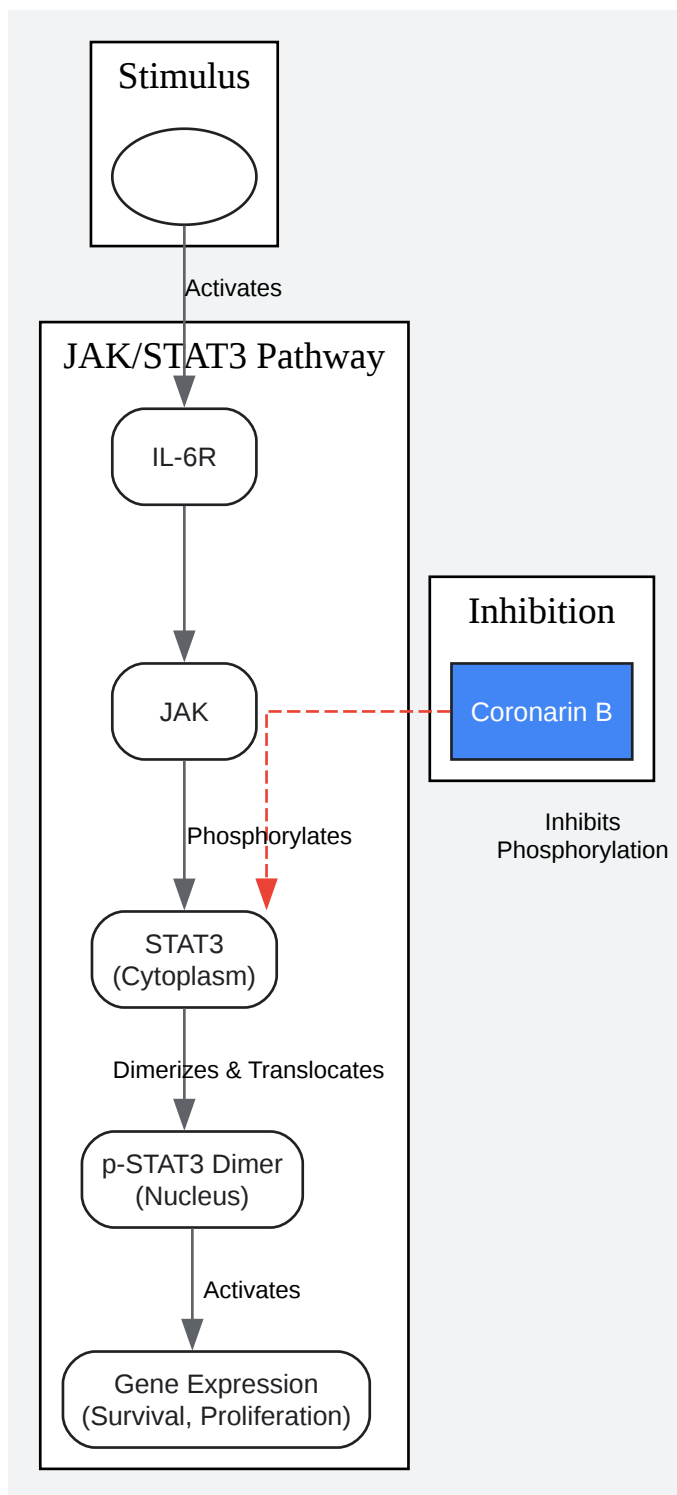 Stimulus
Activates
JAK/STAT3 Pathway
IL-6R
Inhibition
JAK
Coronarin B
Phosphorylates
Inhibits
Phosphorylation
STAT3
(Cytoplasm)
Dimerizes & Translocates
p-STAT3 Dimer
(Nucleus)
Activates
Gene Expression
(Survival, Proliferation)